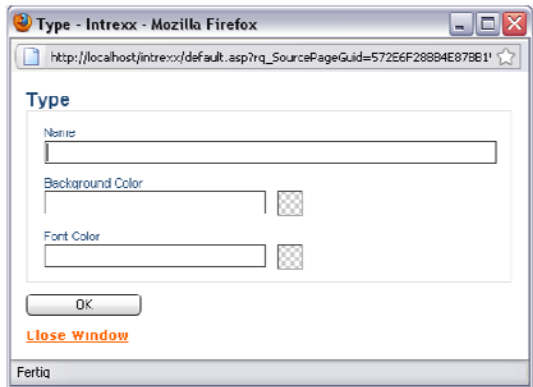 Type - Intrexx - Mozilla Firefox
http://localhost/intrexx/default.asp?rq_SourcePageGuid=572E6F28BB4E87BB1
Type
Name
Background Color
Font Color
OK
Close Window
Fertig